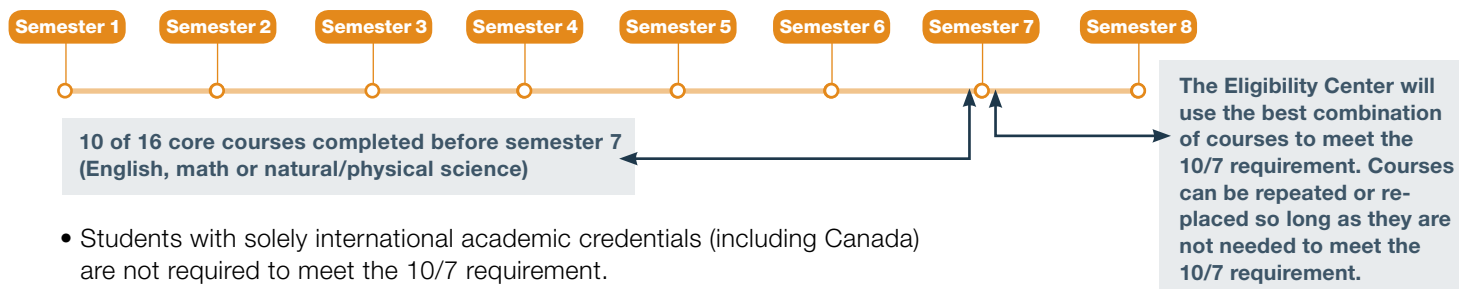 Semester 1 Semester 2 Semester 3 Semester 4 Semester 5 Semester 6 Semester 7 Semester 8
10 of 16 core courses completed before semester 7
(English, math or natural/physical science)
The Eligibility Center will
use the best combination
of courses to meet the
10/7 requirement. Courses
can be repeated or re-
placed so long as they are
not needed to meet the
10/7 requirement.
• Students with solely international academic credentials (including Canada)
are not required to meet the 10/7 requirement.